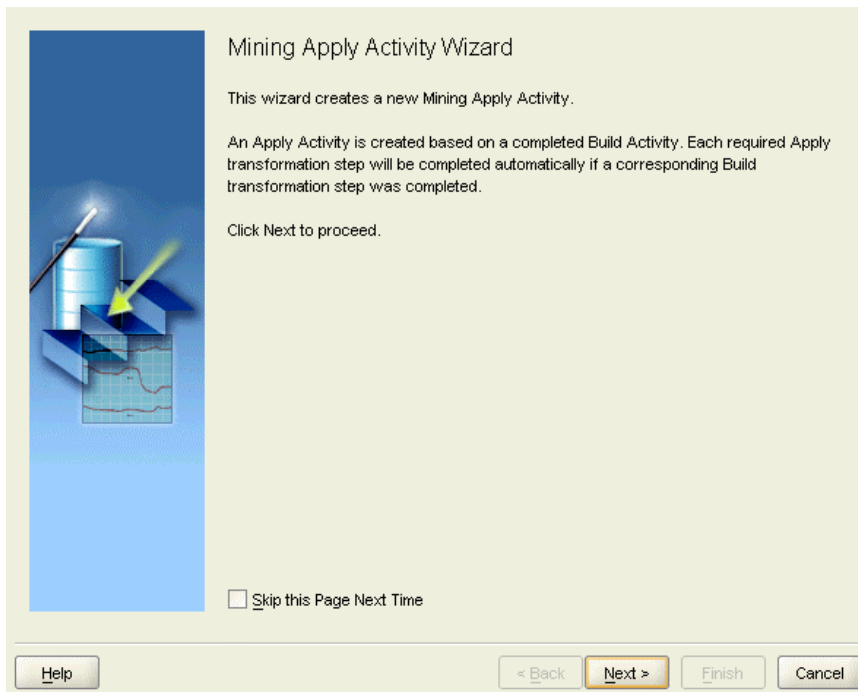 Mining Apply Activity Wizard
This wizard creates a new Mining Apply Activity.
An Apply Activity is created based on a completed Build Activity. Each required Apply
transformation step will be completed automatically if a corresponding Build
transformation step was completed.
Click Next to proceed.
Skip this Page Next Time
Help
< Back
Next >
Finish
Cancel